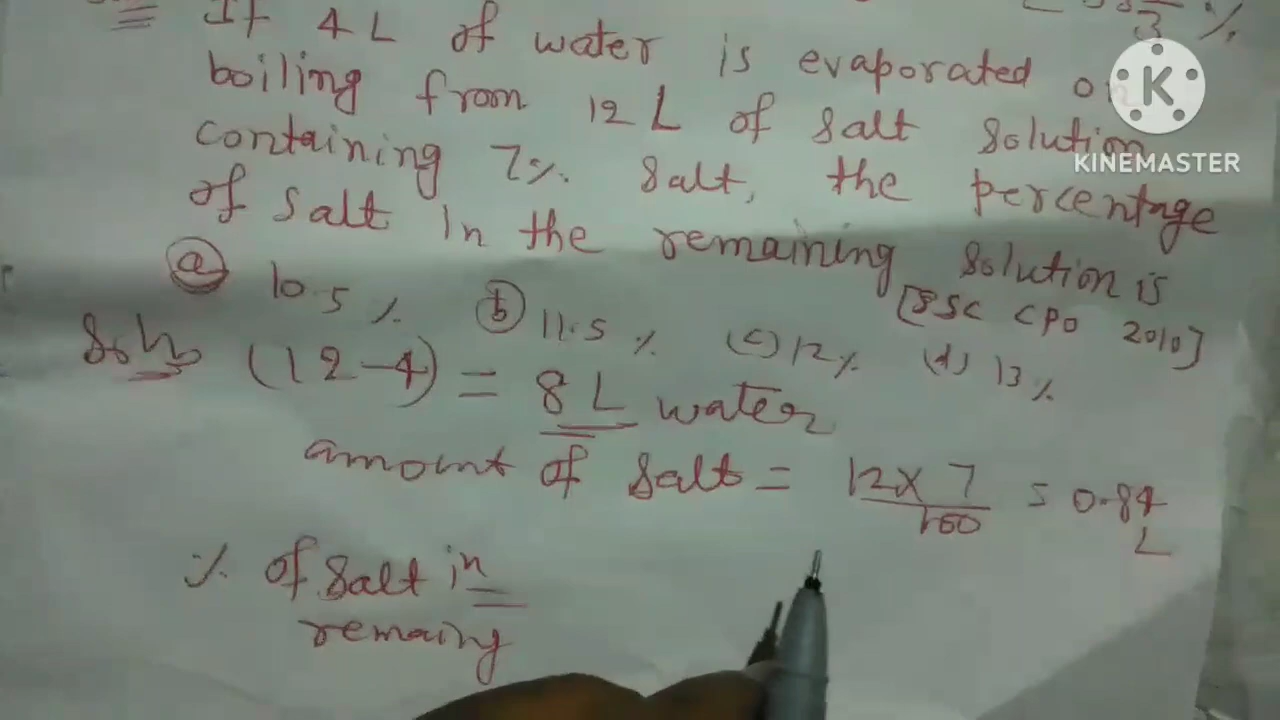 If 4 L of water is evaporated on
boiling from 12 L of salt solution
containing 7% salt, the percentage
of salt in the remaining solution is
[SSC CPO 2010]
(a) 10.5 % (b) 11.5 % (c) 12 % (d) 13 %
Soln (12-4) = 8 L water
amount of salt = 12 x 7 / 100 = 0.84 L
% of salt in
remaing
KINEMASTER